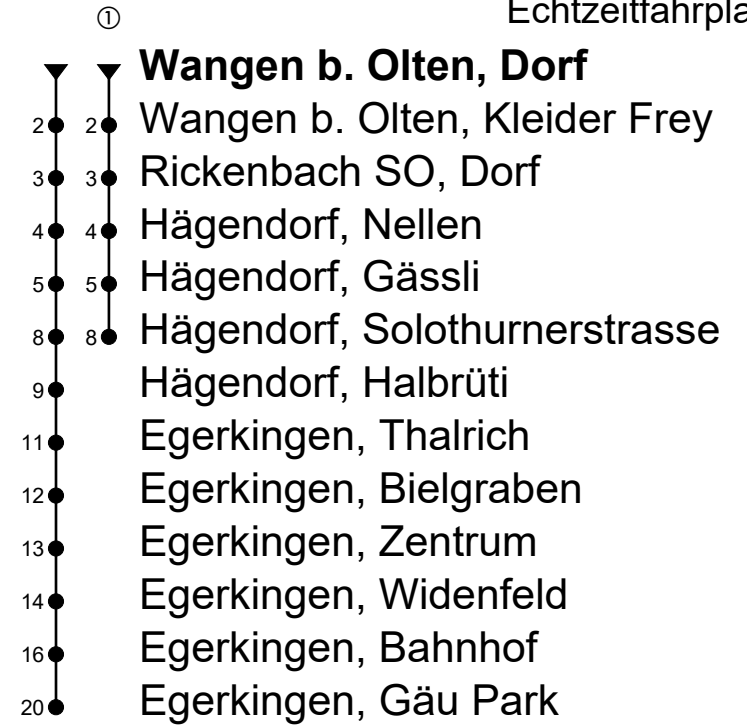 Echtzeitfahrpla
①
Wangen b. Olten, Dorf
2 2 Wangen b. Olten, Kleider Frey
3 3 Rickenbach SO, Dorf
4 4 Hägendorf, Nellen
5 5 Hägendorf, Gässli
8 8 Hägendorf, Solothurnerstrasse
9 Hägendorf, Halbrüti
11 Egerkingen, Thalrich
12 Egerkingen, Bielgraben
13 Egerkingen, Zentrum
14 Egerkingen, Widenfeld
16 Egerkingen, Bahnhof
20 Egerkingen, Gäu Park